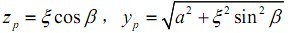 z_p = ξ cos β ,  y_p = √(a² + ξ² sin² β)